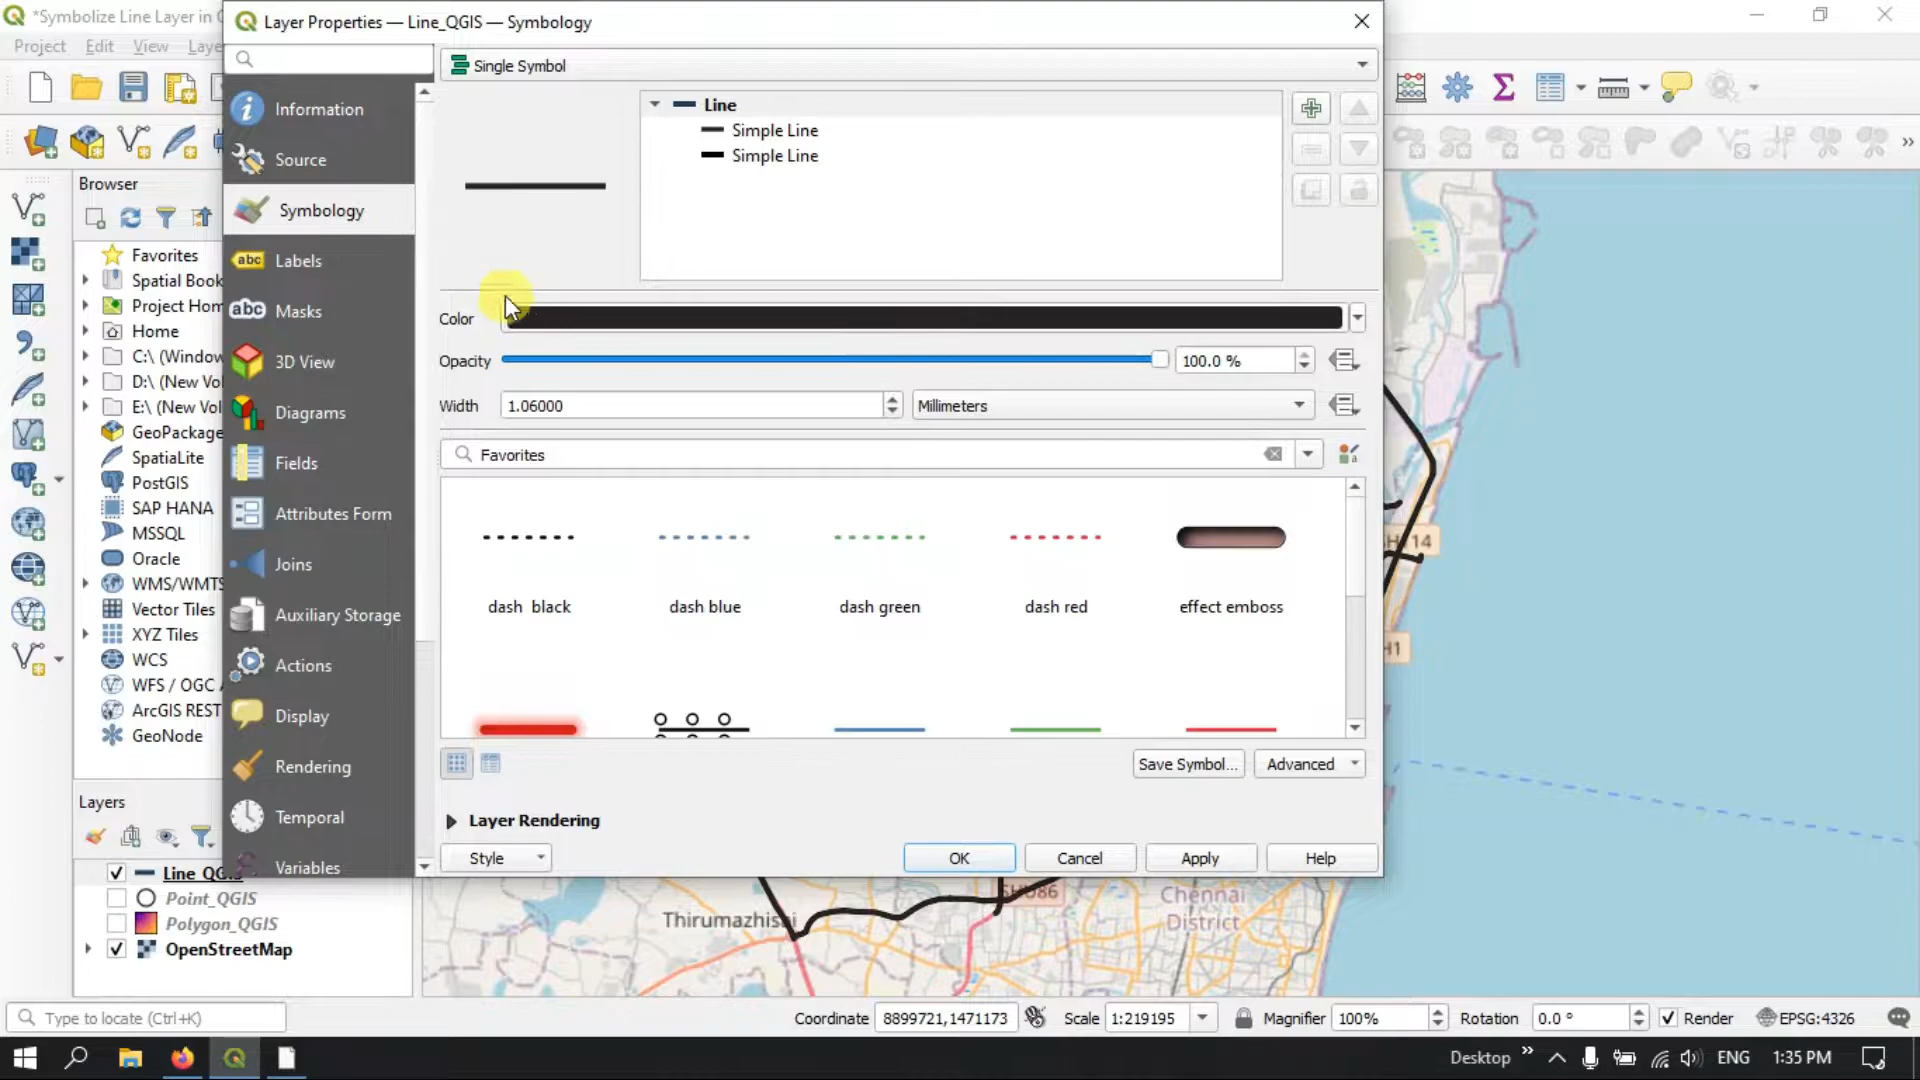 *Symbolize Line Layer in Q
Layer Properties — Line_QGIS — Symbology
Project Edit View Laye
Single Symbol
Information
Source
Symbology
Labels
Masks
3D View
Diagrams
Fields
Attributes Form
Joins
Auxiliary Storage
Actions
Display
Rendering
Temporal
Variables
Line
Simple Line
Simple Line
Color
Opacity 100.0 %
Width 1.06000 Millimeters
Favorites
dash black
dash blue
dash green
dash red
effect emboss
Save Symbol...
Advanced
Layer Rendering
Style
OK
Cancel
Apply
Help
Browser
Favorites
Spatial Book
Project Hom
Home
C:\ (Window
D:\ (New Vol
E:\ (New Vol
GeoPackage
SpatiaLite
PostGIS
SAP HANA
MSSQL
Oracle
WMS/WMTS
Vector Tiles
XYZ Tiles
WCS
WFS / OGC
ArcGIS REST
GeoNode
Layers
Line_QGIS
Point_QGIS
Polygon_QGIS
OpenStreetMap
Thirumazhisai
SHU86
Chennai
District
H1
Type to locate (Ctrl+K)
Coordinate 8899721,1471173
Scale 1:219195
Magnifier 100%
Rotation 0.0 °
Render
EPSG:4326
Desktop
ENG
1:35 PM